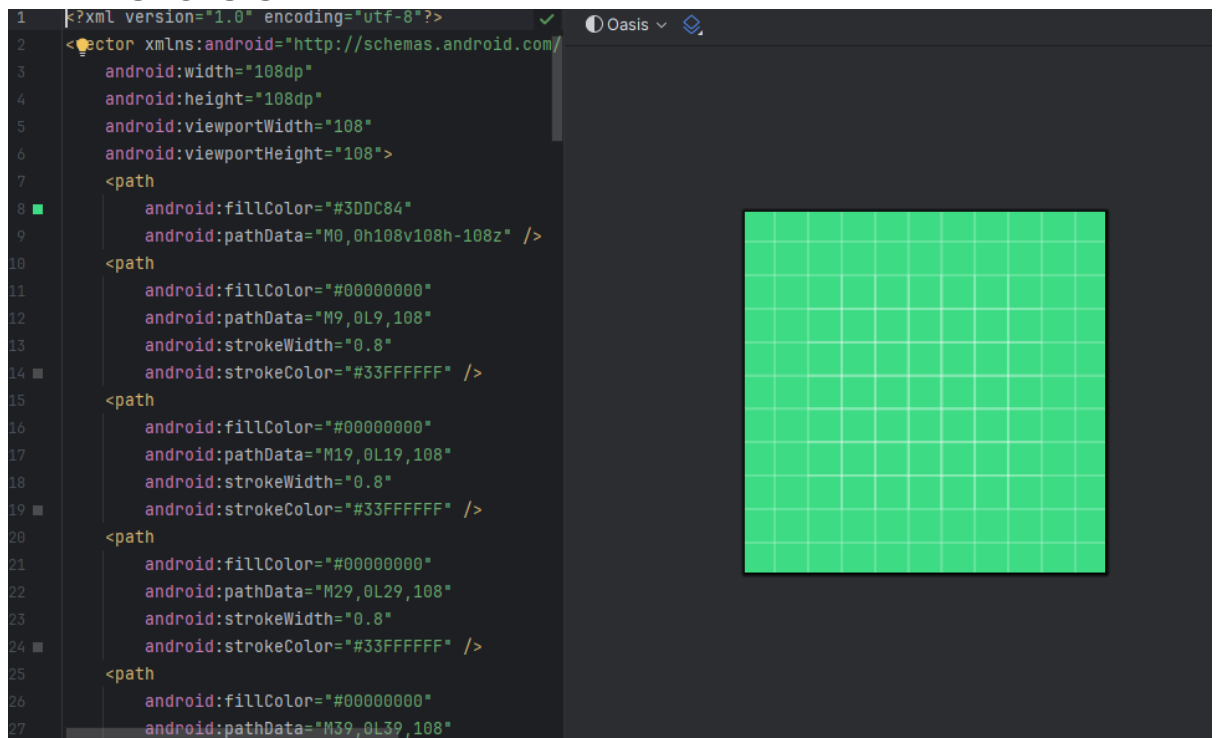 1 <?xml version="1.0" encoding="utf-8"?>
Oasis
2 <vector xmlns:android="http://schemas.android.com/
3 android:width="108dp"
4 android:height="108dp"
5 android:viewportWidth="108"
6 android:viewportHeight="108">
7 <path
8 android:fillColor="#3DDC84"
9 android:pathData="M0,0h108v108h-108z" />
10 <path
11 android:fillColor="#00000000"
12 android:pathData="M9,0L9,108"
13 android:strokeWidth="0.8"
14 android:strokeColor="#33FFFFFF" />
15 <path
16 android:fillColor="#00000000"
17 android:pathData="M19,0L19,108"
18 android:strokeWidth="0.8"
19 android:strokeColor="#33FFFFFF" />
20 <path
21 android:fillColor="#00000000"
22 android:pathData="M29,0L29,108"
23 android:strokeWidth="0.8"
24 android:strokeColor="#33FFFFFF" />
25 <path
26 android:fillColor="#00000000"
27 android:pathData="M39,0L39,108"